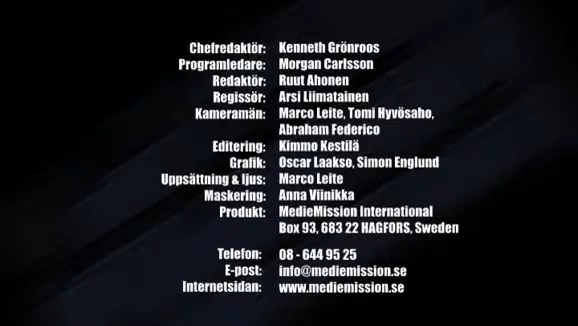 Chefredaktör: Kenneth Grönroos
Programledare: Morgan Carlsson
Redaktör: Ruut Ahonen
Regissör: Arsi Liimatainen
Kameramän: Marco Leite, Tomi Hyvösaho,
Abraham Federico
Editering: Kimmo Kestilä
Grafik: Oscar Laakso, Simon Englund
Uppsättning & ljus: Marco Leite
Maskering: Anna Viinikka
Produkt: MedieMission International
Box 93, 683 22 HAGFORS, Sweden
Telefon: 08 - 644 95 25
E-post: info@mediemission.se
Internetsidan: www.mediemission.se